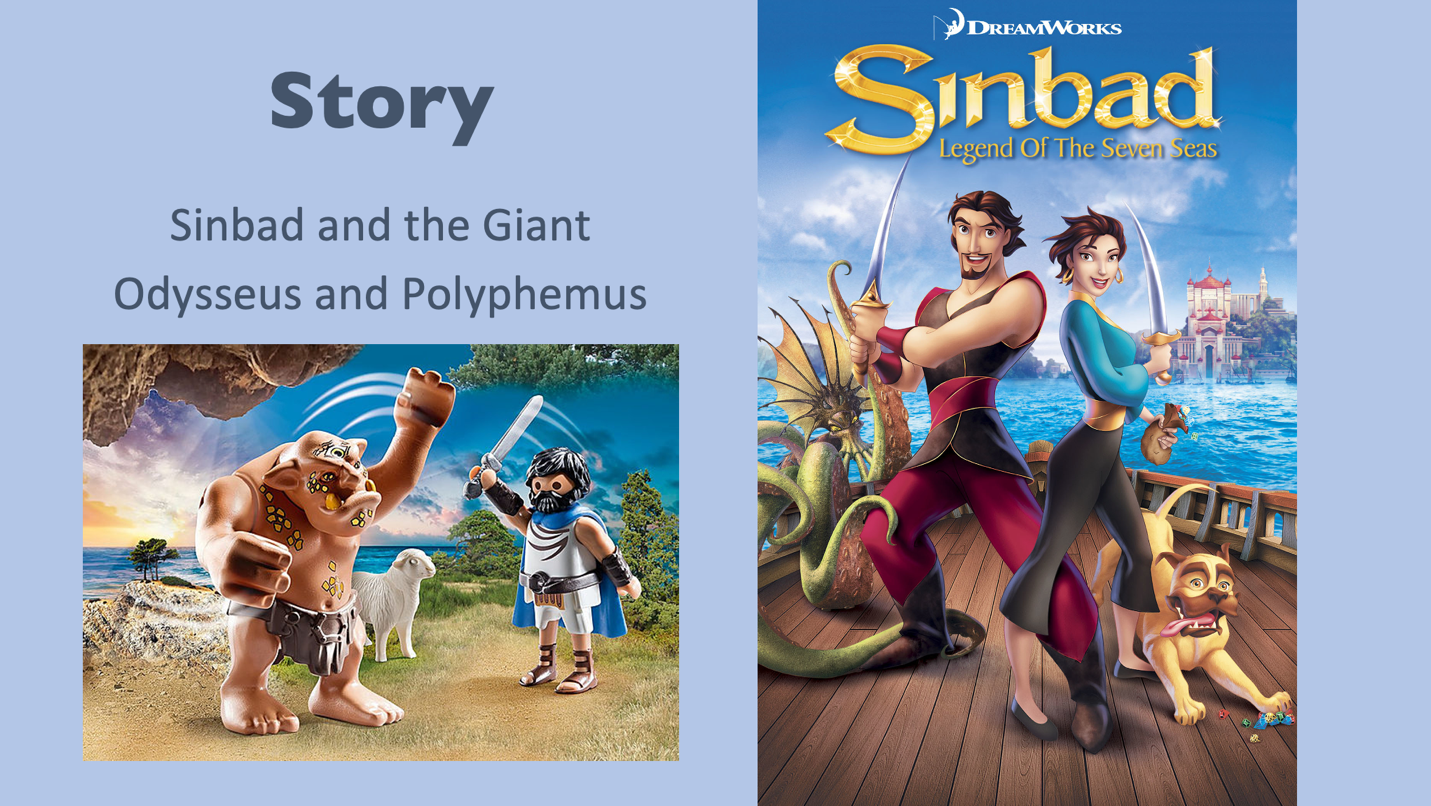 Story
Sinbad and the Giant
Odysseus and Polyphemus
DREAMWORKS
Sinbad
Legend Of The Seven Seas